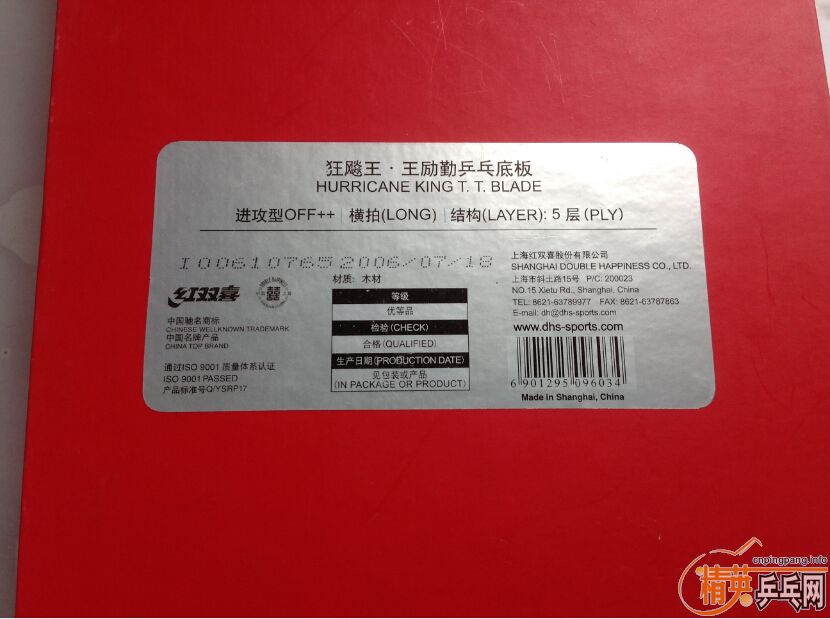 狂飚王·王励勤乒乓底板
HURRICANE KING T. T. BLADE
进攻型OFF++ | 横拍(LONG) | 结构(LAYER): 5 层(PLY)
I00610765 2006/07/18
材质: 木材
红双喜
中国驰名商标
CHINESE WELLKNOWN TRADEMARK
中国名牌产品
CHINA TOP BRAND
通过ISO 9001 质量体系认证
ISO 9001 PASSED
产品标准号Q/YSRP17
等级
优等品
检验(CHECK)
合格(QUALIFIED)
生产日期(PRODUCTION DATE)
见包装或产品
(IN PACKAGE OR PRODUCT)
上海红双喜股份有限公司
SHANGHAI DOUBLE HAPPINESS CO., LTD.
上海市斜土路15号 P/C: 200023
NO.15 Xietu Rd., Shanghai, China
TEL: 8621-63789977 FAX: 8621-63787863
E-mail: dh@dhs-sports.com
www.dhs-sports.com
6 901295 096034
Made in Shanghai, China
cnpingpang.info
精英乒乓网